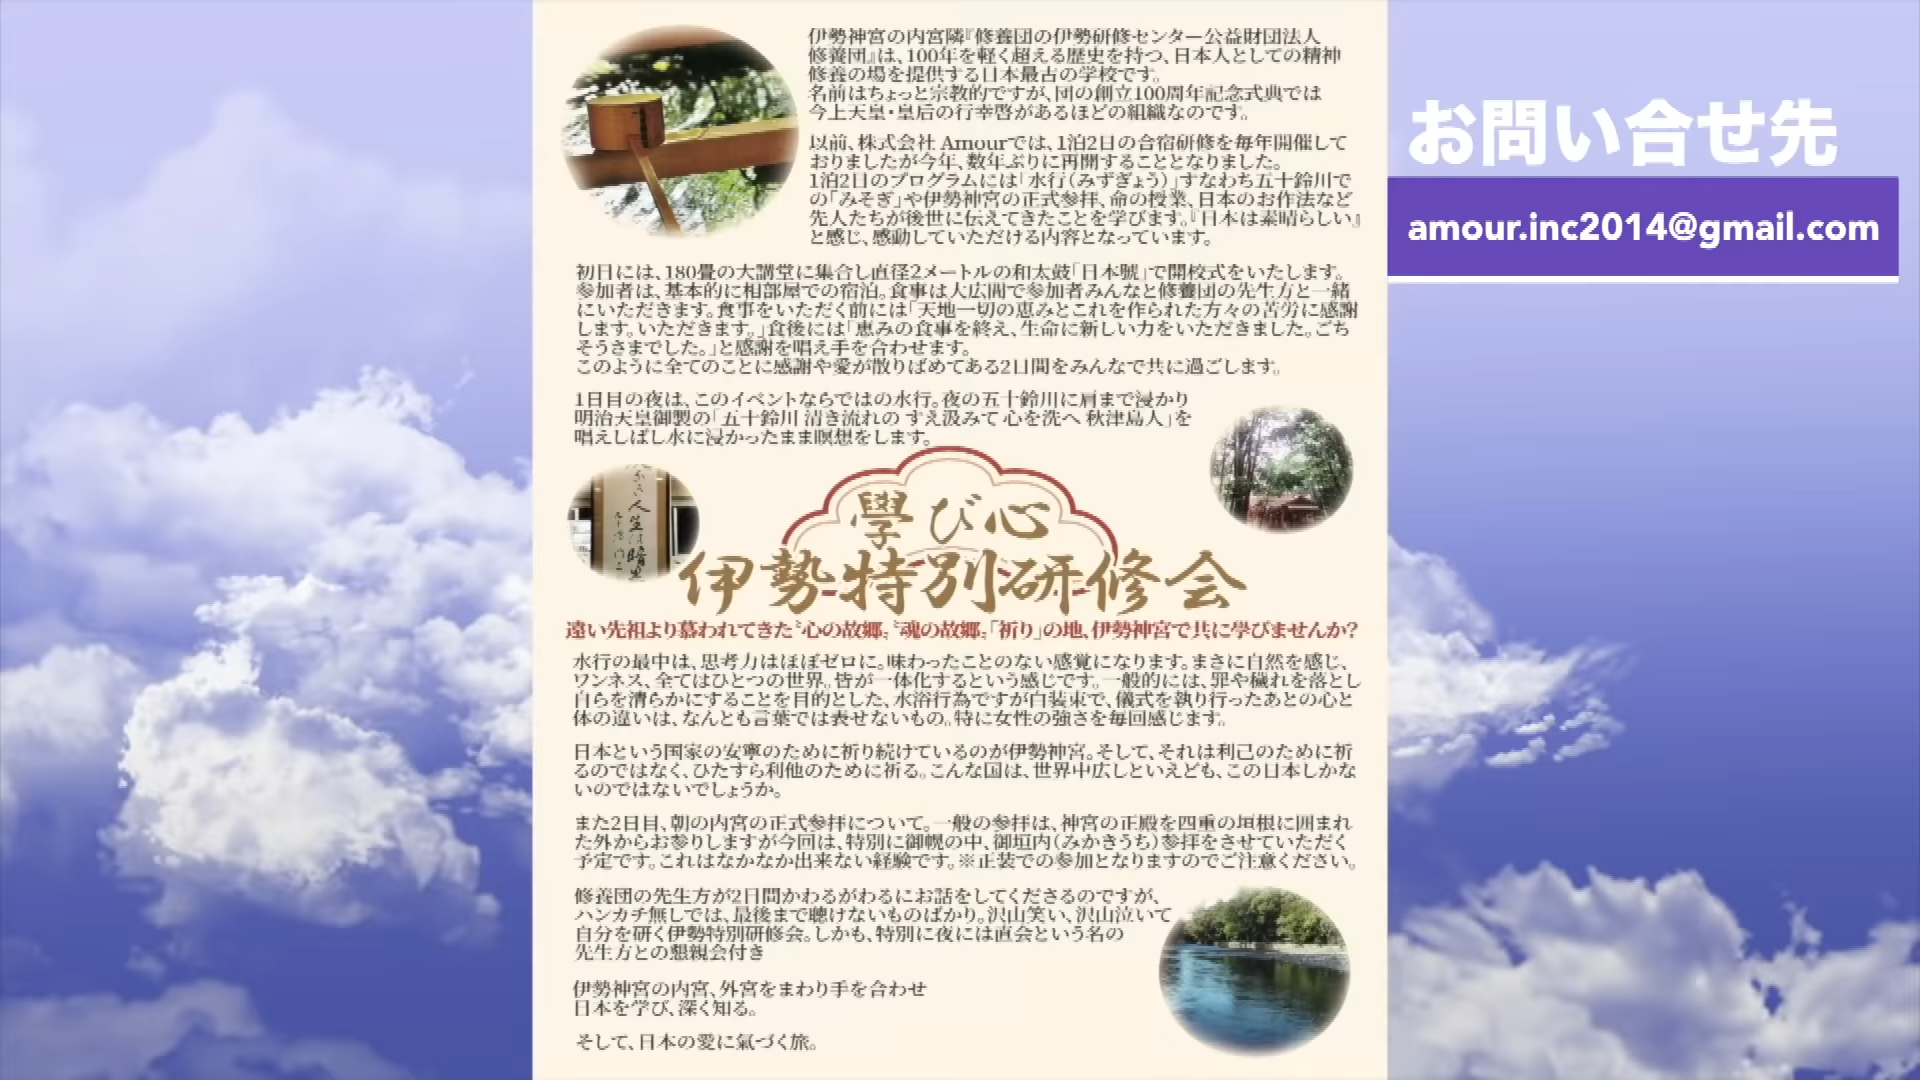 伊勢神宮の内宮隣『修養団の伊勢研修センター公益財団法人
修養団』は、100年を軽く超える歴史を持つ、日本人としての精神
修養の場を提供する日本最古の学校です。
名前はちょっと宗教的ですが、団の創立100周年記念式典では
今上天皇・皇后の行幸啓があるほどの組織なのです。
以前、株式会社 Amourでは、1泊2日の合宿研修を毎年開催して
おりましたが今年、数年ぶりに再開することとなりました。
1泊2日のプログラムには「水行(みずぎょう)」すなわち五十鈴川で
の「みそぎ」や伊勢神宮の正式参拝、命の授業、日本のお作法など
先人たちが後世に伝えてきたことを学びます。『日本は素晴らしい』
と感じ、感動していただける内容となっています。
初日には、180畳の大講堂に集合し直径2メートルの和太鼓「日本號」で開校式をいたします。
参加者は、基本的に相部屋での宿泊。食事は大広間で参加者みんなと修養団の先生方と一緒
にいただきます。食事をいただく前には「天地一切の恵みとこれを作られた方々の苦労に感謝
します。いただきます。」食後には「恵みの食事を終え、生命に新しい力をいただきました。ごち
そうさまでした。」と感謝を唱え手を合わせます。
このように全てのことに感謝や愛が散りばめてある2日間をみんなで共に過ごします。
1日目の夜は、このイベントならではの水行。夜の五十鈴川に肩まで浸かり
明治天皇御製の「五十鈴川 清き流れの すえ汲みて 心を洗へ 秋津島人」を
唱えしばし水に浸かったまま瞑想をします。
學び心
伊勢特別研修会
遠い先祖より慕われてきた〝心の故郷〟〝魂の故郷〟「祈り」の地、伊勢神宮で共に學びませんか?
水行の最中は、思考力はほぼゼロに。味わったことのない感覚になります。まさに自然を感じ、
ワンネス、全てはひとつの世界。皆が一体化するという感じです。一般的には、罪や穢れを落とし
自らを清らかにすることを目的とした、水浴行為ですが白装束で、儀式を執り行ったあとの心と
体の違いは、なんとも言葉では表せないもの。特に女性の強さを毎回感じます。
日本という国家の安寧のために祈り続けているのが伊勢神宮。そして、それは利己のために祈
るのではなく、ひたすら利他のために祈る。こんな国は、世界中広しといえども、この日本しかな
いのではないでしょうか。
また2日目、朝の内宮の正式参拝について。一般の参拝は、神宮の正殿を四重の垣根に囲まれ
た外からお参りしますが今回は、特別に御幌の中、御垣内(みかきうち)参拝をさせていただく
予定です。これはなかなか出来ない経験です。※正装での参加となりますのでご注意ください。
修養団の先生方が2日間かわるがわるにお話をしてくださるのですが、
ハンカチ無しでは、最後まで聴けないものばかり。沢山笑い、沢山泣いて
自分を研く伊勢特別研修会。しかも、特別に夜には直会という名の
先生方との懇親会付き
伊勢神宮の内宮、外宮をまわり手を合わせ
日本を学び、深く知る。
そして、日本の愛に氣づく旅。
お問い合せ先
amour.inc2014@gmail.com